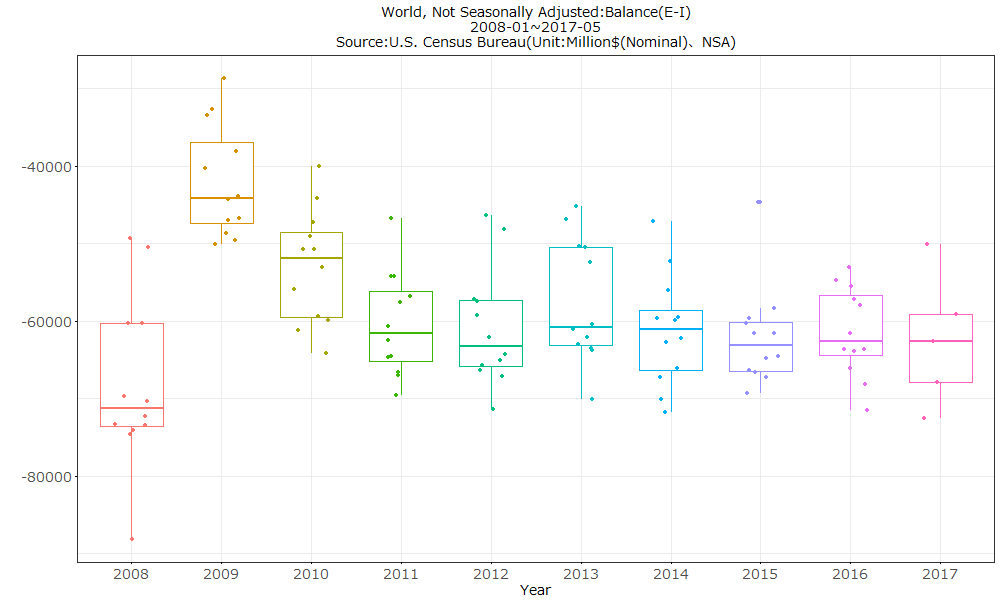 World, Not Seasonally Adjusted:Balance(E-I)
2008-01~2017-05
Source:U.S. Census Bureau(Unit:Million$(Nominal)、NSA)
-40000
-60000
-80000
2008 2009 2010 2011 2012 2013 2014 2015 2016 2017
Year